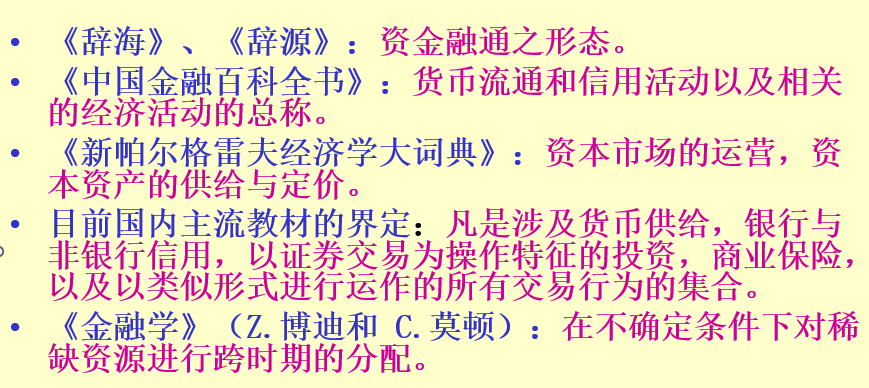 • 《辞海》、《辞源》：资金融通之形态。
• 《中国金融百科全书》：货币流通和信用活动以及相关
的经济活动的总称。
• 《新帕尔格雷夫经济学大词典》：资本市场的运营，资
本资产的供给与定价。
• 目前国内主流教材的界定：凡是涉及货币供给，银行与
非银行信用，以证券交易为操作特征的投资，商业保险，
以及以类似形式进行运作的所有交易行为的集合。
• 《金融学》（Z.博迪和 C.莫顿）：在不确定条件下对稀
缺资源进行跨时期的分配。